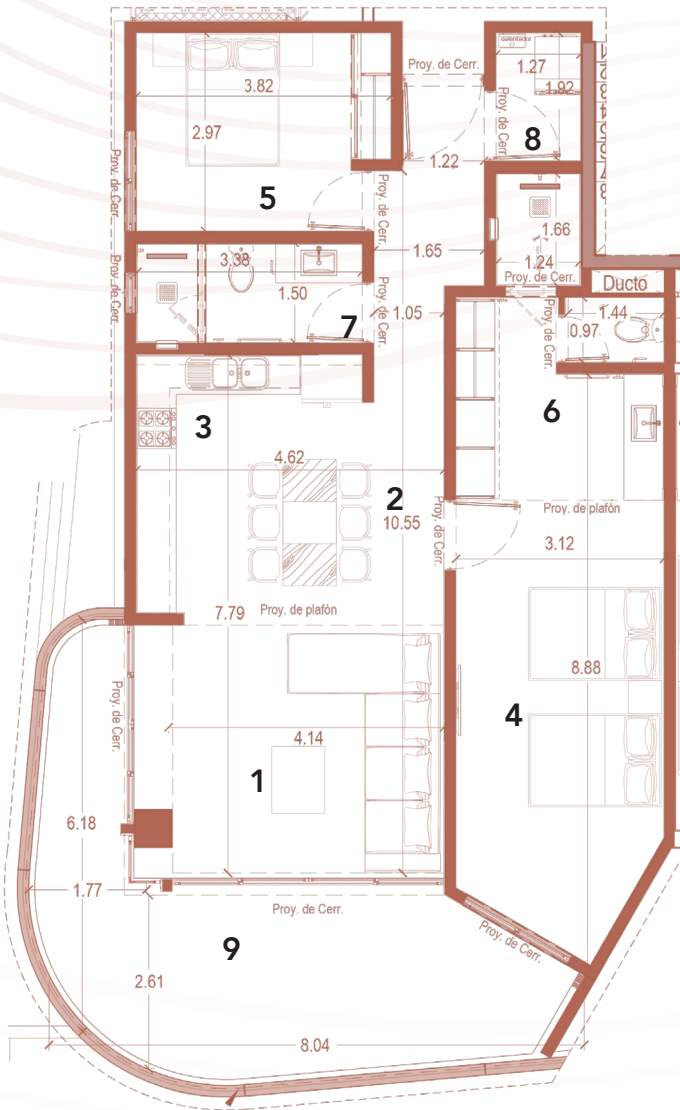 calentador
1.27
Proy. de Cerr.
3.82
1.92
Proy. de Cerr.
2.97
8
1.22
Proy. de Cerr.
5
Proy. de Cerr.
1.66
1.65
3.38
1.24
Proy. de Cerr.
Proy. de Cerr.
Ducto
1.50
Proy. de Cerr.
7
1.05
1.44
0.97
Proy. de Cerr.
3
6
4.62
2
10.55
Proy. de Cerr.
Proy. de plafón
3.12
7.79
Proy. de plafón
8.88
Proy. de Cerr.
4
4.14
1
6.18
1.77
Proy. de Cerr.
Proy. de Cerr.
9
2.61
8.04